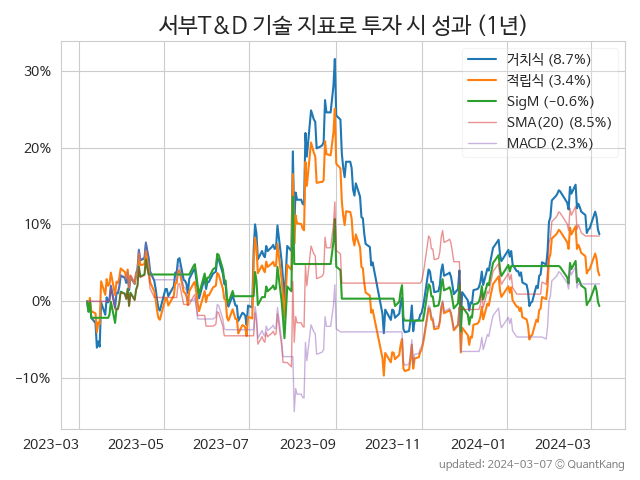 서부T&D 기술 지표로 투자 시 성과 (1년)
거치식 (8.7%)
적립식 (3.4%)
SigM (-0.6%)
SMA(20) (8.5%)
MACD (2.3%)
30%
20%
10%
0%
-10%
2023-03 2023-05 2023-07 2023-09 2023-11 2024-01 2024-03
updated: 2024-03-07 ⓒ QuantKang